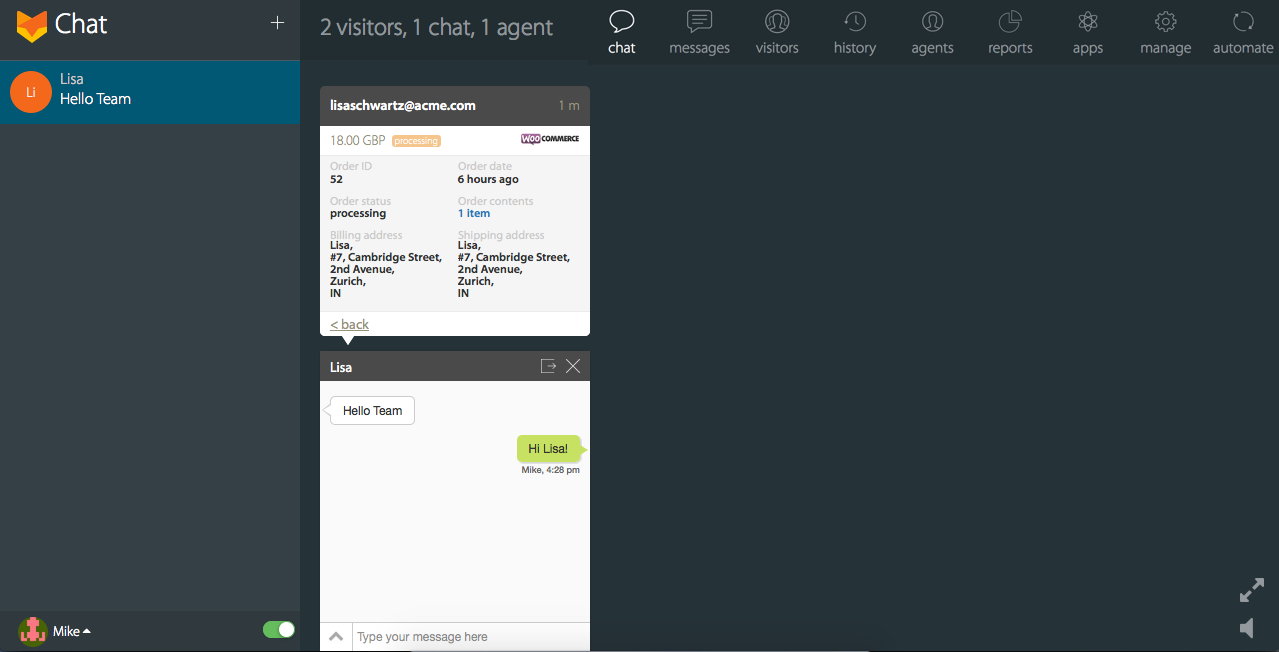 Chat
+
2 visitors, 1 chat, 1 agent
chat
messages
visitors
history
agents
reports
apps
manage
automate
Li
Lisa
Hello Team
lisaschwartz@acme.com
1 m
18.00 GBP
processing
WOO COMMERCE
Order ID
52
Order date
6 hours ago
Order status
processing
Order contents
1 item
Billing address
Lisa,
#7, Cambridge Street,
2nd Avenue,
Zurich,
IN
Shipping address
Lisa,
#7, Cambridge Street,
2nd Avenue,
Zurich,
IN
< back
Lisa
Hello Team
Hi Lisa!
Mike, 4:28 pm
Type your message here
Mike